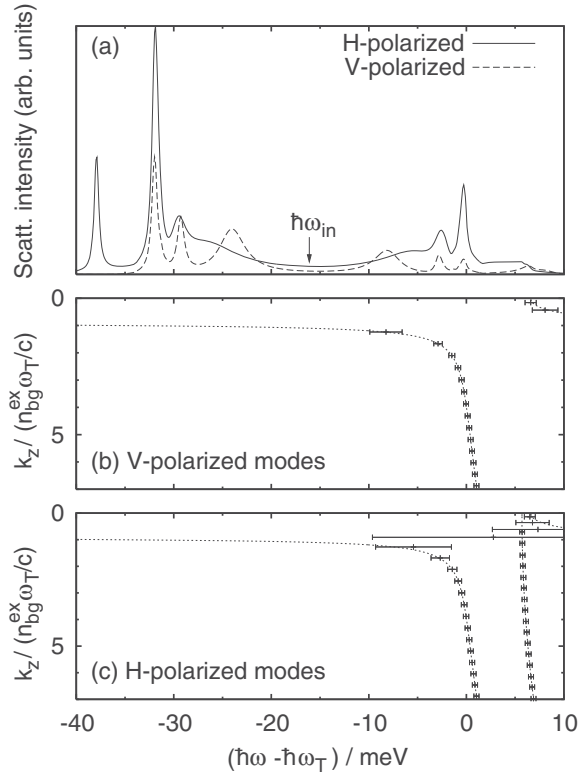 (a)
H-polarized
V-polarized
Scatt. intensity (arb. units)
ħω_in
0
5
k_z / (n_bg^ex ω_T/c)
(b) V-polarized modes
0
5
k_z / (n_bg^ex ω_T/c)
(c) H-polarized modes
-40 -30 -20 -10 0 10
(ħω -ħω_T) / meV